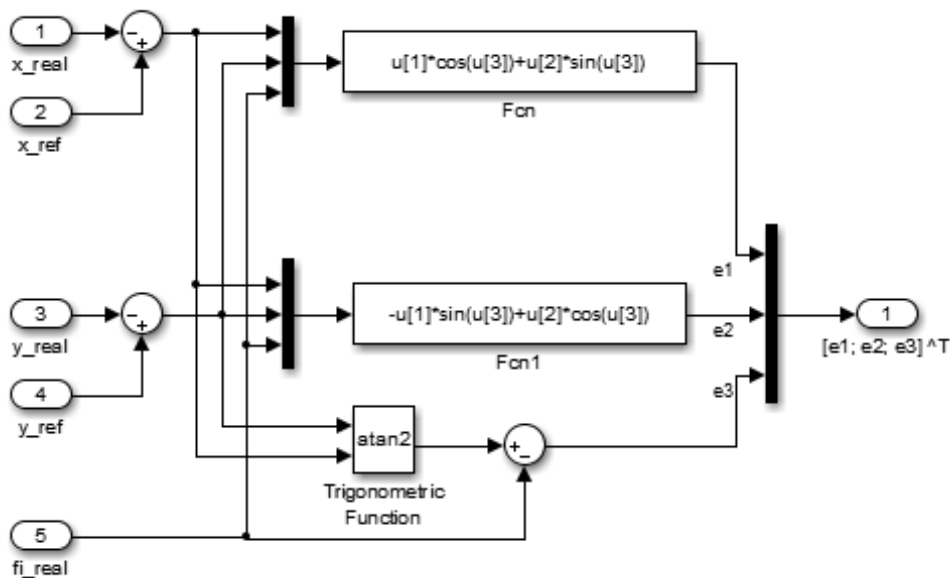 1
x_real
2
x_ref
u[1]*cos(u[3])+u[2]*sin(u[3])
Fcn
e1
3
y_real
4
y_ref
-u[1]*sin(u[3])+u[2]*cos(u[3])
Fcn1
e2
1
[e1; e2; e3]^T
e3
atan2
Trigonometric
Function
5
fi_real